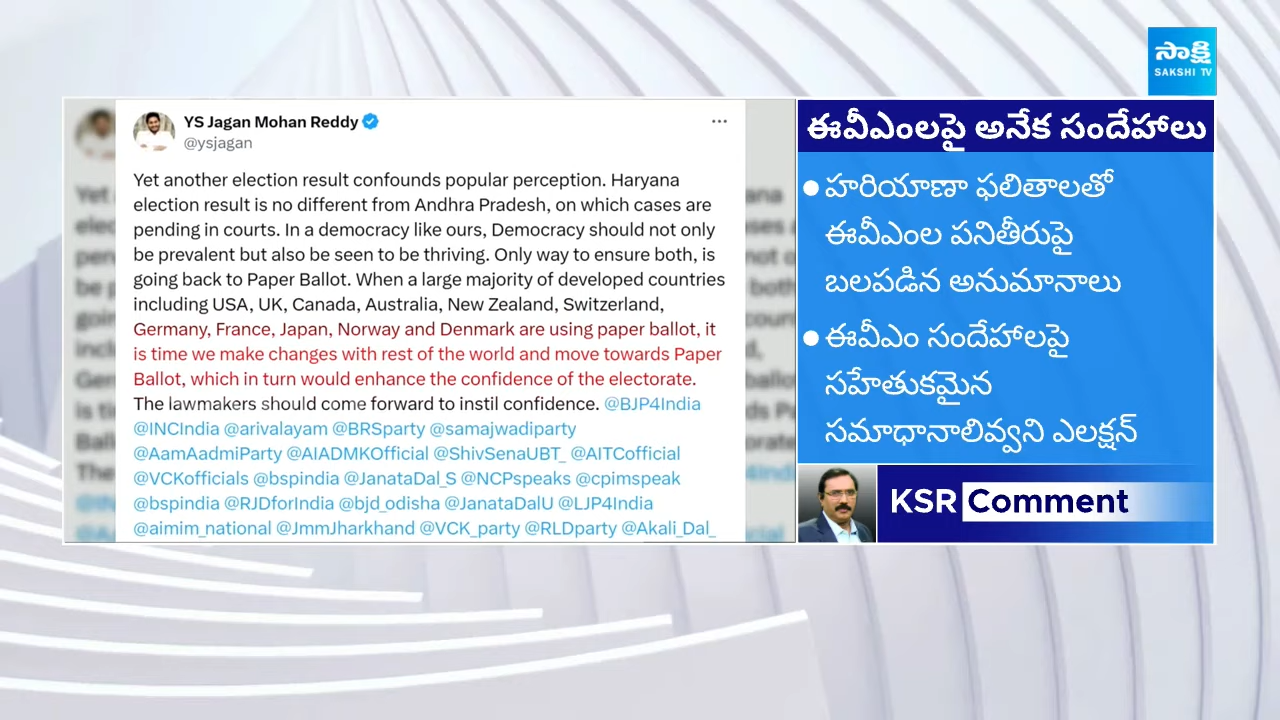 సాక్షి
SAKSHI TV
YS Jagan Mohan Reddy
@ysjagan
Yet another election result confounds popular perception. Haryana
election result is no different from Andhra Pradesh, on which cases are
pending in courts. In a democracy like ours, Democracy should not only
be prevalent but also be seen to be thriving. Only way to ensure both, is
going back to Paper Ballot. When a large majority of developed countries
including USA, UK, Canada, Australia, New Zealand, Switzerland,
Germany, France, Japan, Norway and Denmark are using paper ballot, it
is time we make changes with rest of the world and move towards Paper
Ballot, which in turn would enhance the confidence of the electorate.
The lawmakers should come forward to instil confidence. @BJP4India
@INCIndia @arivalayam @BRSparty @samajwadiparty
@AamAadmiParty @AIADMKOfficial @ShivSenaUBT_ @AITCofficial
@VCKofficials @bspindia @JanataDal_S @NCPspeaks @cpimspeak
@bspindia @RJDforIndia @bjd_odisha @JanataDalU @LJP4India
@aimim_national @JmmJharkhand @VCK_party @RLDparty @Akali_Dal_
ఈవీఎంలపై అనేక సందేహాలు
హరియాణా ఫలితాలతో
ఈవీఎంల పనితీరుపై
బలపడిన అనుమానాలు
ఈవీఎం సందేహాలపై
సహేతుకమైన
సమాధానాలివ్వని ఎలక్షన్
KSR Comment